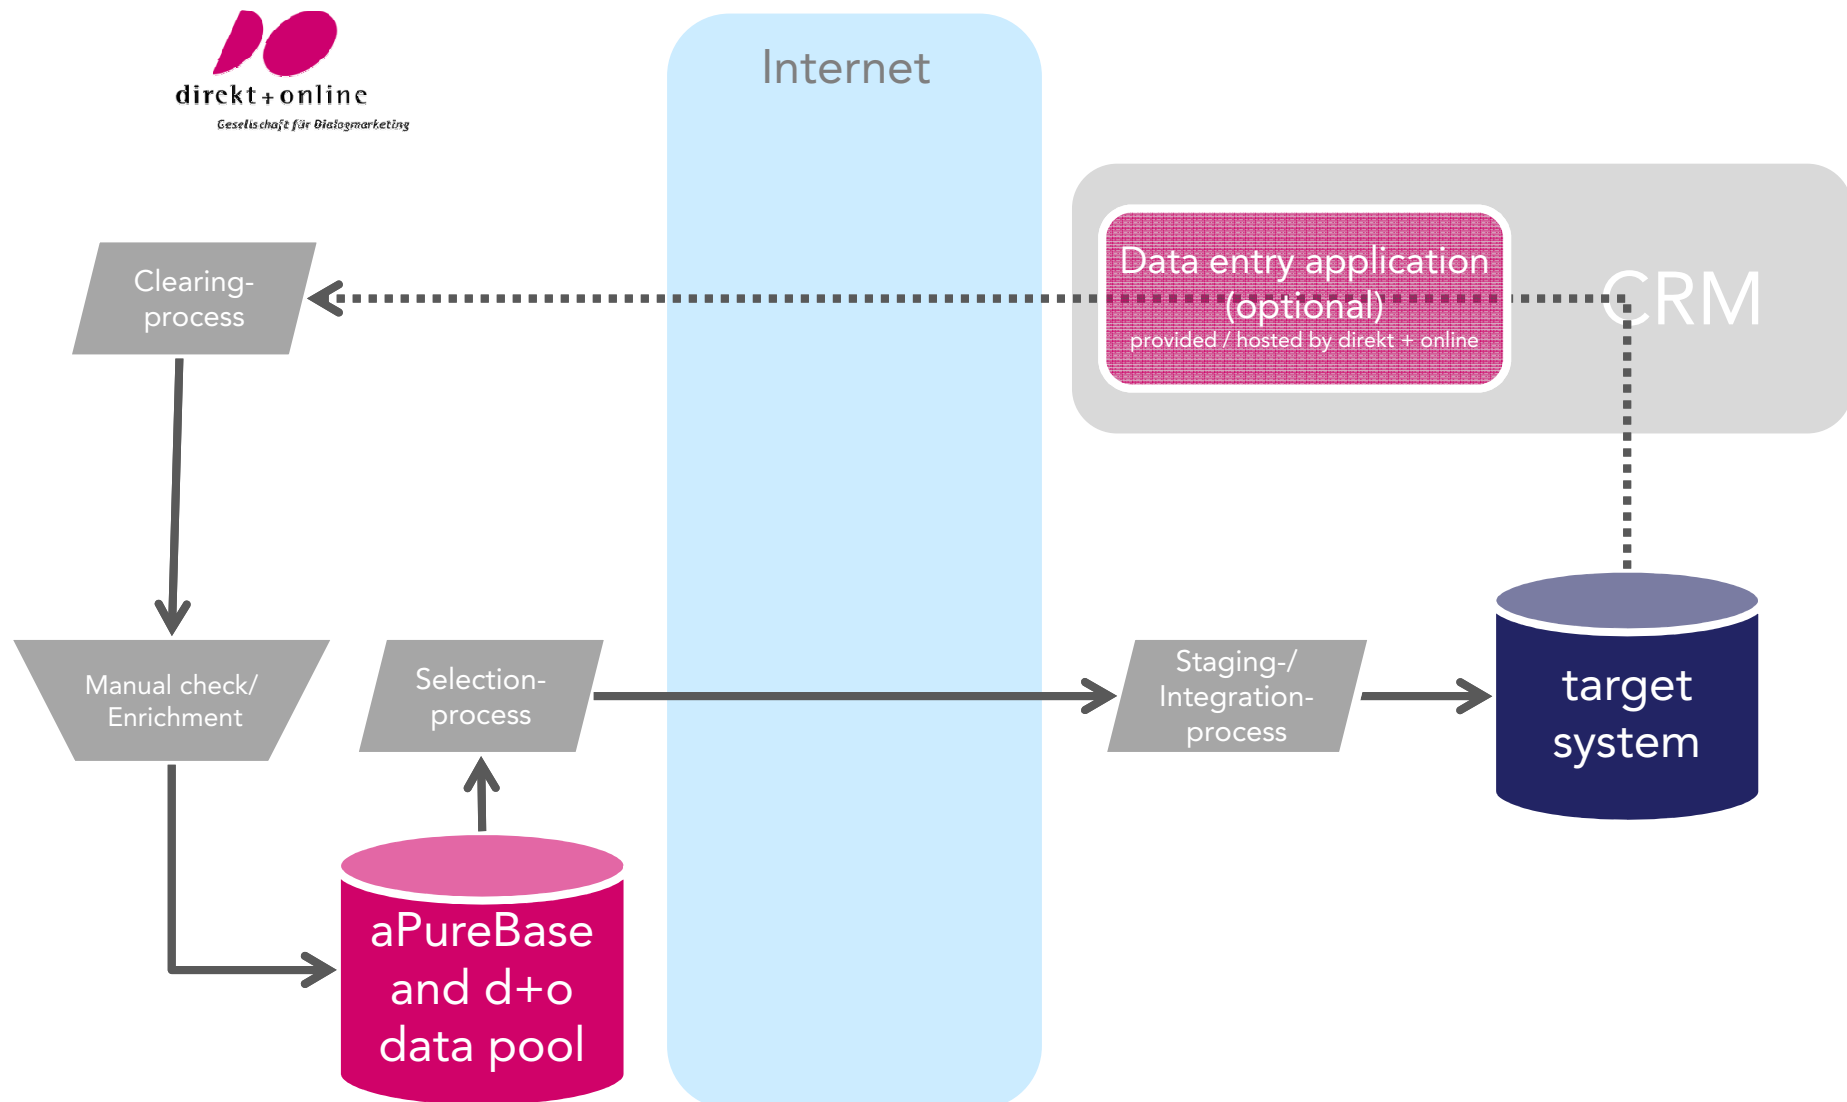 direkt+online
Gesellschaft für Dialogmarketing
Internet
Data entry application
(optional)
provided / hosted by direkt + online
CRM
Clearing-
process
Manual check/
Enrichment
Selection-
process
Staging-/
Integration-
process
target
system
aPureBase
and d+o
data pool